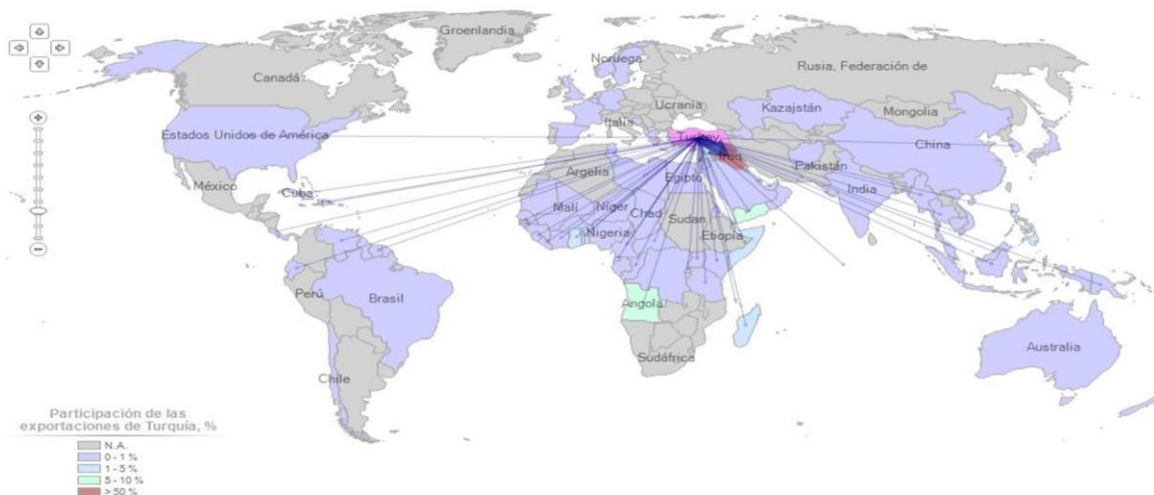 Groenlandia
Noruega
Rusia, Federación de
Canadá
Ucrania
Kazajstán
Mongolia
Italia
Estados Unidos de América
Turkey
China
Iraq
Pakistán
Argelia
Egipto
México
Cuba
India
Malí
Níger
Chad
Sudan
Nigeria
Etiopía
Perú
Brasil
Angola
Australia
Sudáfrica
Chile
Participación de las
exportaciones de Turquía, %
N.A.
0 - 1 %
1 - 5 %
5 - 10 %
> 50 %